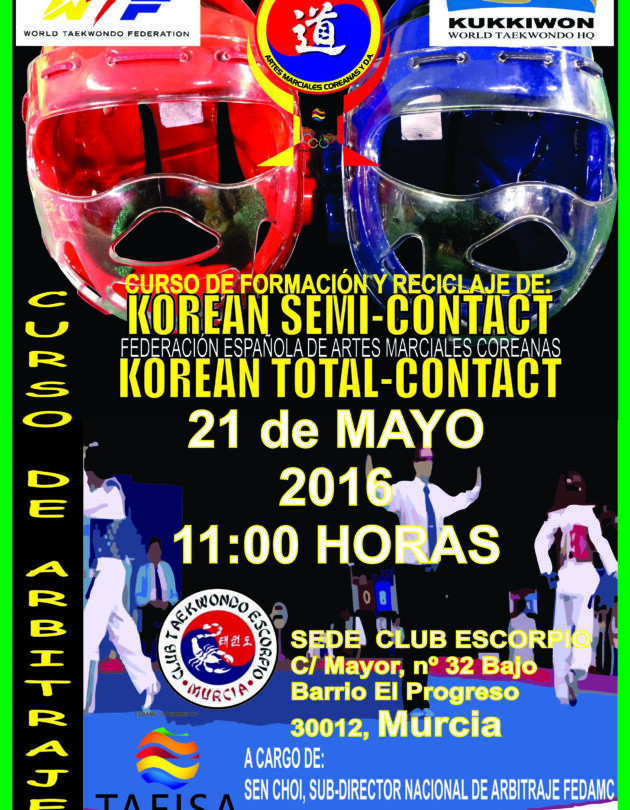 WORLD TAEKWONDO FEDERATION
道
ARTES MARCIALES COREANAS Y D.A.
KUKKIWON
WORLD TAEKWONDO HQ
CURSO DE FORMACIÓN Y RECICLAJE DE:
KOREAN SEMI-CONTACT
FEDERACIÓN ESPAÑOLA DE ARTES MARCIALES COREANAS
KOREAN TOTAL-CONTACT
21 de MAYO
2016
11:00 HORAS
CURSO DE ARBITRAJE
CLUB TAEKWONDO ESCORPIO
태권도
• MURCIA •
SEDE CLUB ESCORPIO
C/ Mayor, nº 32 Bajo
Barrio El Progreso
30012, Murcia
A CARGO DE:
SEN CHOI, SUB-DIRECTOR NACIONAL DE ARBITRAJE FEDAMC
TAFISA